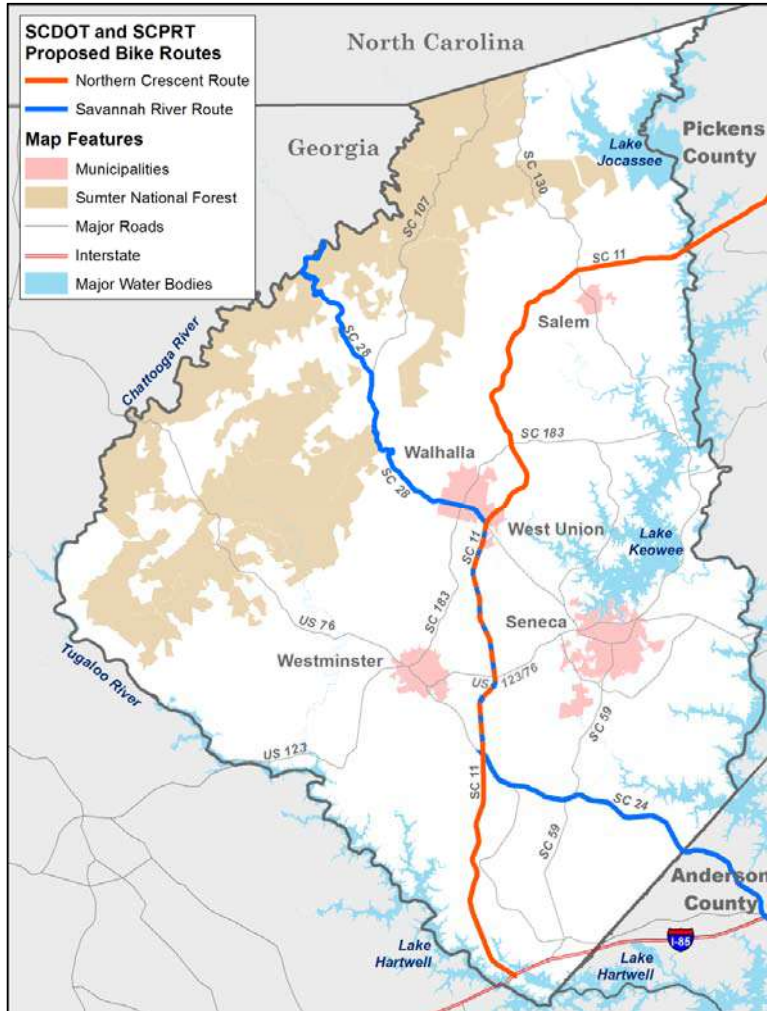 SCDOT and SCPRT
Proposed Bike Routes
Northern Crescent Route
Savannah River Route
Map Features
Municipalities
Sumter National Forest
Major Roads
Interstate
Major Water Bodies
North Carolina
Georgia
Lake
Jocassee
Pickens
County
SC 130
SC 107
SC 11
Salem
Chattooga River
SC 28
SC 183
Walhalla
SC 28
West Union
Lake
Keowee
SC 11
SC 183
Seneca
US 76
Westminster
US 123/76
Tugaloo River
SC 59
US 123
SC 11
SC 24
SC 59
Anderson
County
I-85
Lake
Hartwell
Lake
Hartwell